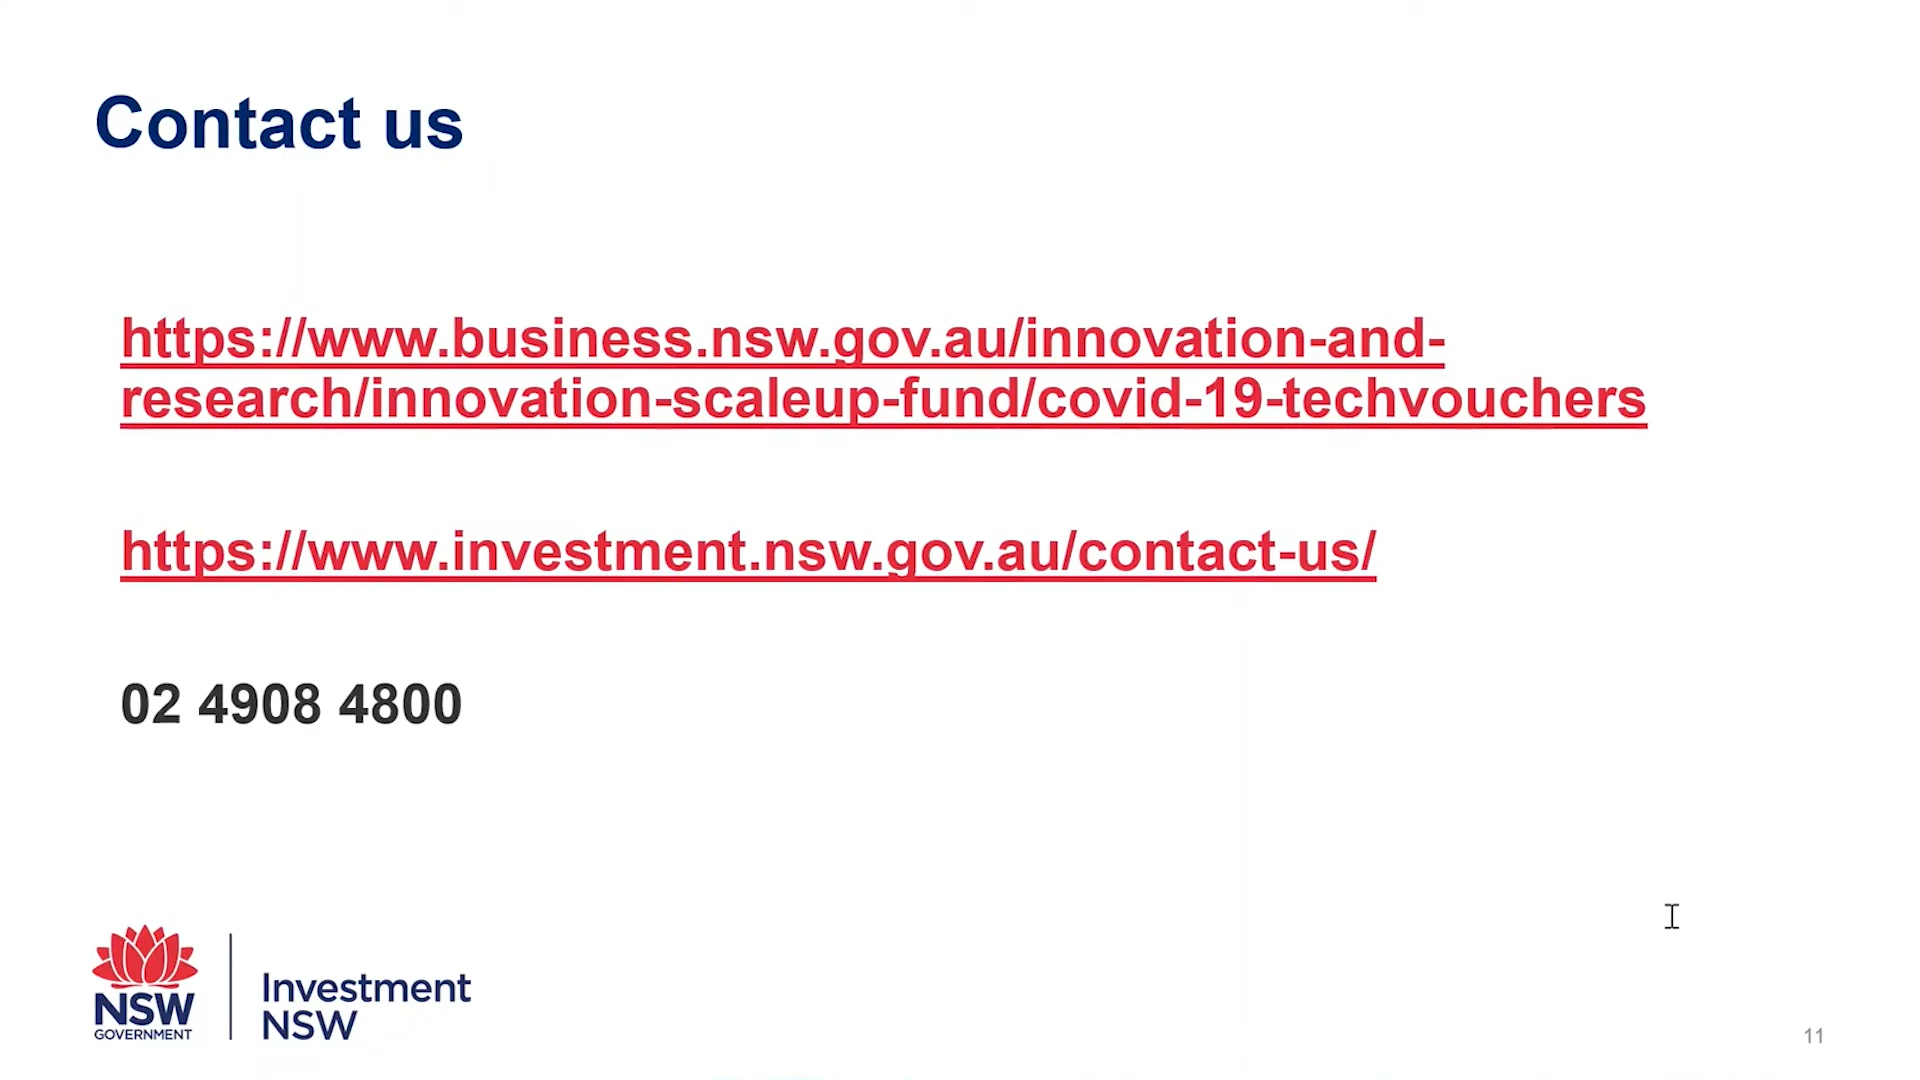 Contact us
https://www.business.nsw.gov.au/innovation-and-
research/innovation-scaleup-fund/covid-19-techvouchers
https://www.investment.nsw.gov.au/contact-us/
02 4908 4800
NSW
GOVERNMENT
Investment
NSW
11